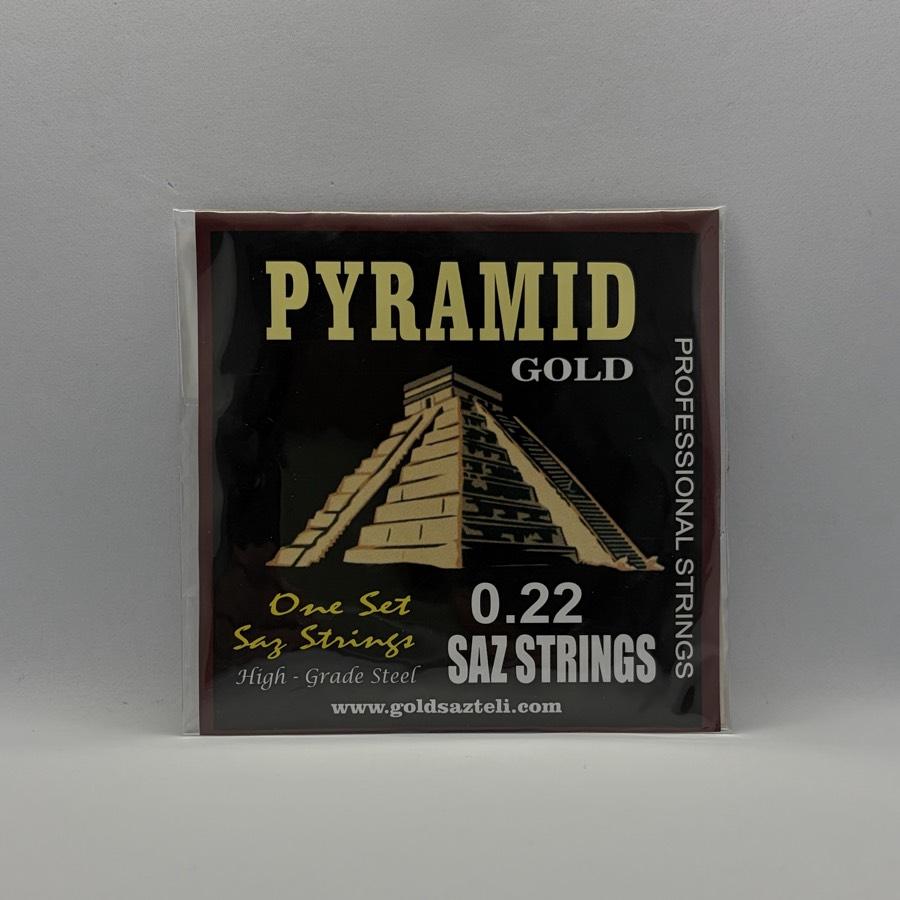 PYRAMID
GOLD
PROFESSIONAL STRINGS
One Set
Saz Strings
High - Grade Steel
0.22
SAZ STRINGS
www.goldsazteli.com